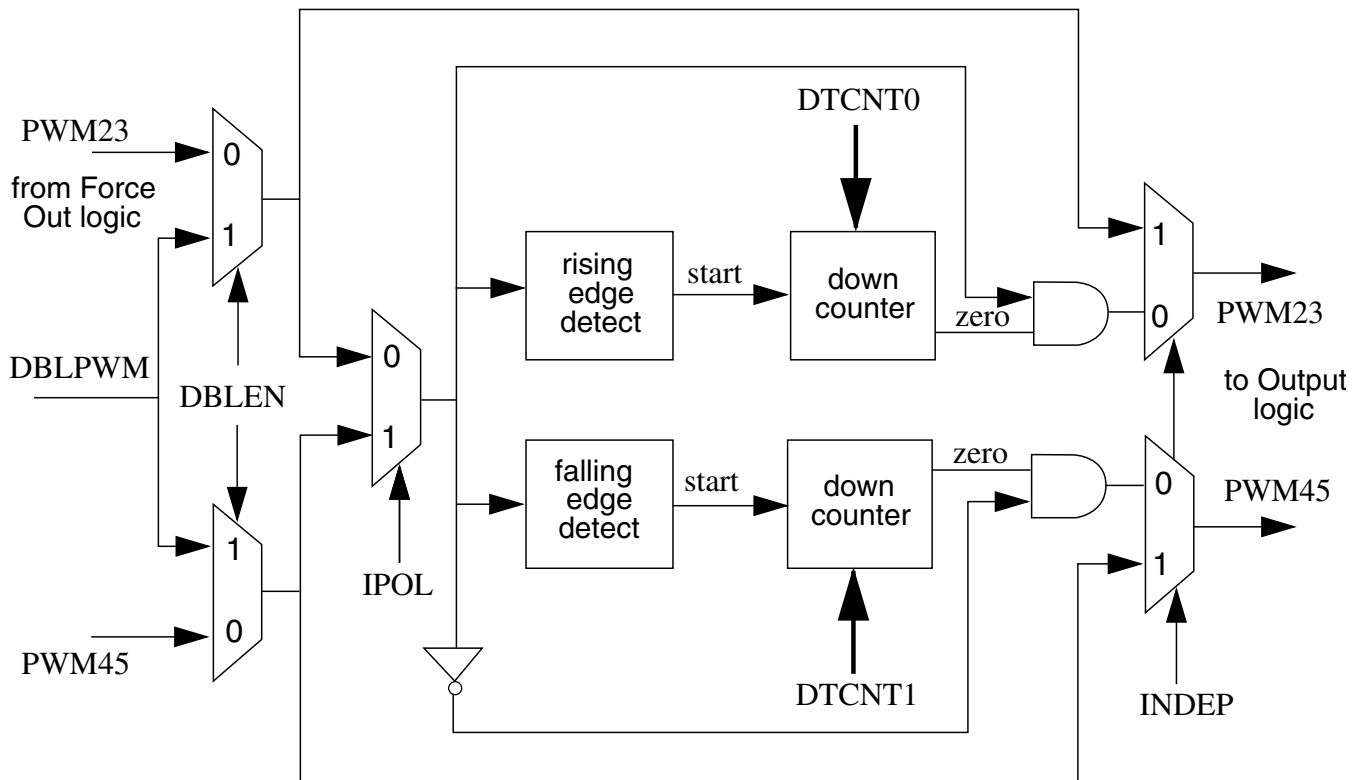 PWM23
from Force
Out logic
0
1
DBLPWM
DBLEN
1
0
PWM45
0
1
IPOL
DTCNT0
rising
edge
detect
start
down
counter
zero
falling
edge
detect
start
down
counter
zero
DTCNT1
1
0
PWM23
to Output
logic
0
1
PWM45
INDEP